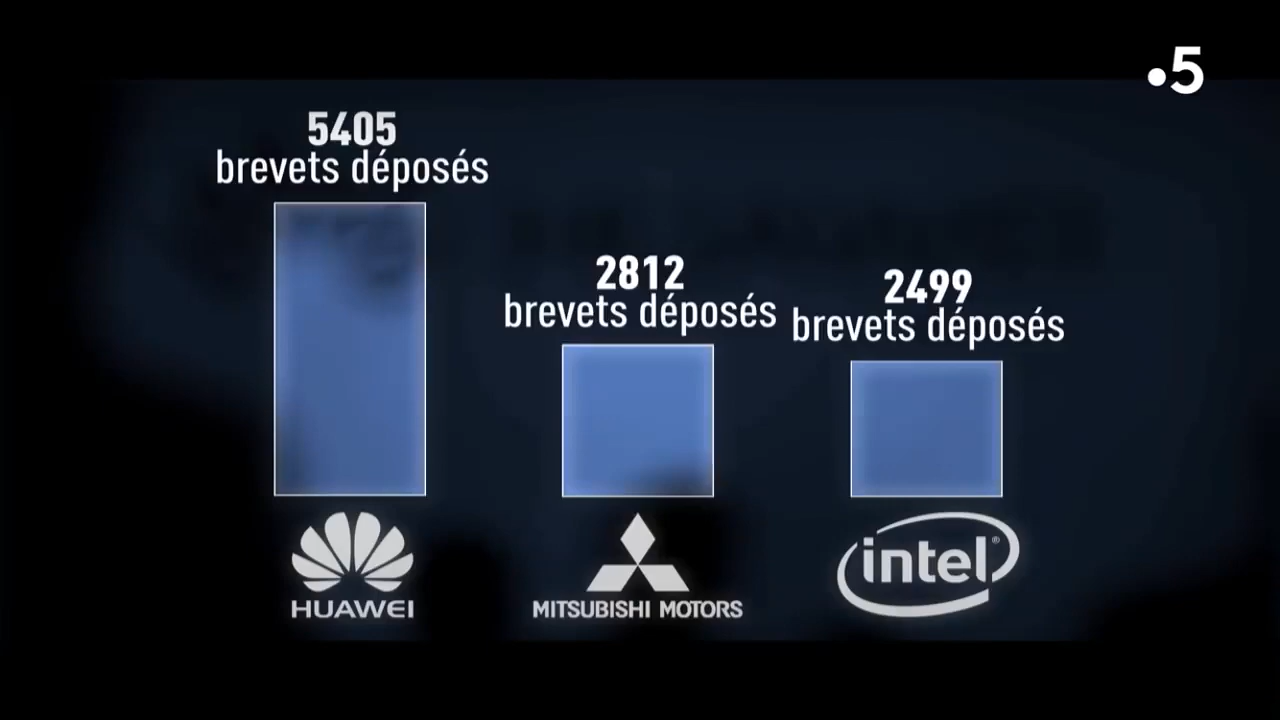 •5
5405
brevets déposés
2812
brevets déposés
2499
brevets déposés
HUAWEI
MITSUBISHI MOTORS
intel®